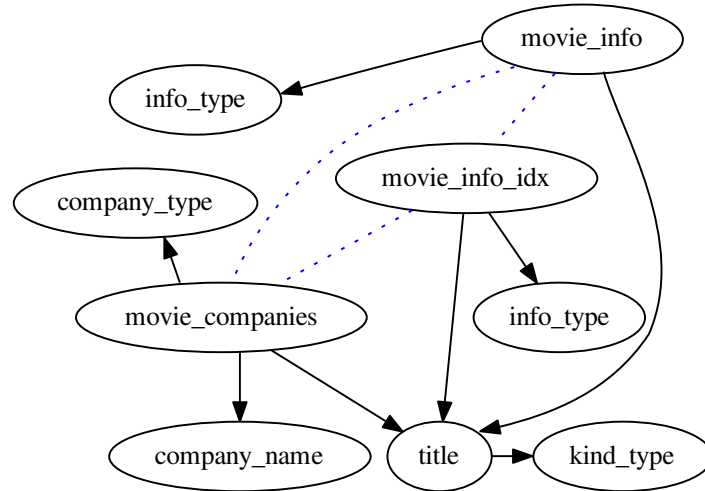 movie_info
info_type
movie_info_idx
company_type
movie_companies
info_type
company_name
title
kind_type